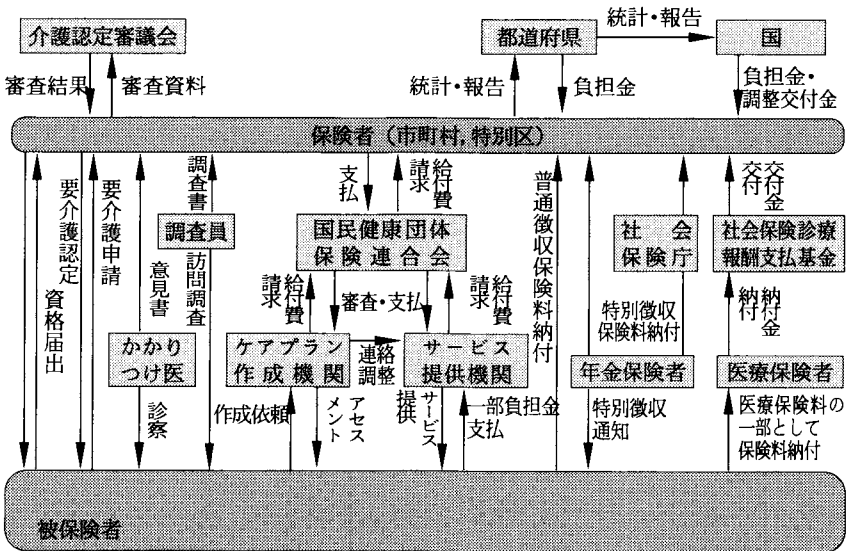 統計・報告
介護認定審議会
都道府県
国
審査結果
審査資料
統計・報告
負担金
負担金・
調整交付金
保険者（市町村，特別区）
資格届出
要介護認定
要介護申請
意見書
調査書
調査員
訪問調査
支払
給付費
請求
国民健康団体
保険連合会
給付費
請求
審査・支払
給付費
請求
普通徴収保険料納付
社会
保険庁
交付金
交付
社会保険診療
報酬支払基金
特別徴収
保険料納付
納付金
納付
かかり
つけ医
ケアプラン
作成機関
連絡
調整
サービス
提供機関
年金保険者
医療保険者
診察
作成依頼
アセス
メント
サービス
提供
一部負担金
支払
特別徴収
通知
医療保険料の
一部として
保険料納付
被保険者